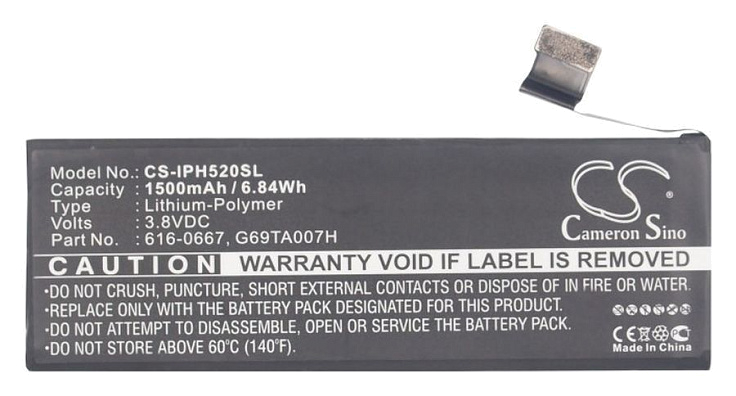 Model No.: CS-IPH520SL
Capacity : 1500mAh / 6.84Wh
Type : Lithium-Polymer
Volts : 3.8VDC
Part No. : 616-0667, G69TA007H
CS
Cameron Sino
CAUTION WARRANTY VOID IF LABEL IS REMOVED
•DO NOT CRUSH, PUNCTURE, SHORT EXTERNAL CONTACTS OR DISPOSE IN FIRE OR WATER.
•REPLACE ONLY WITH THE BATTERY PACK DESIGNATED FOR THIS PRODUCT.
•DO NOT ATTEMPT TO DISASSEMBLE, OPEN OR SERVICE THE BATTERY PACK.
•DO NOT STORE ABOVE 60°C (140°F).
CE
Made In China